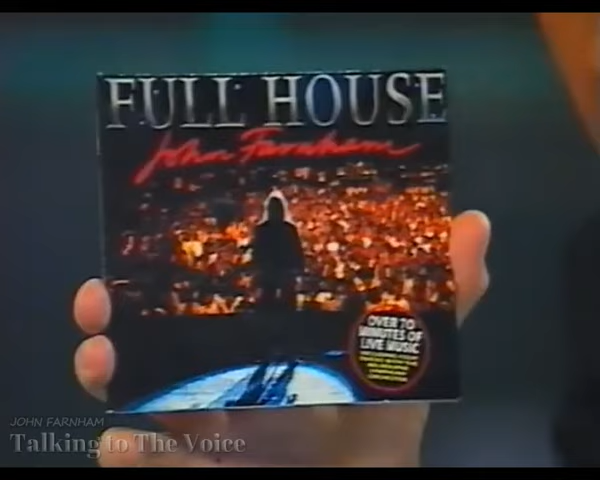 FULL HOUSE
John Farnham
OVER 70
MINUTES OF
LIVE MUSIC
JOHN FARNHAM
Talking to The Voice